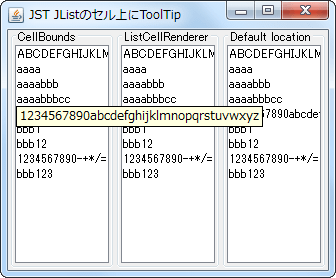 JST JListのセル上にToolTip
CellBounds ListCellRenderer Default location
ABCDEFGHIJKLM ABCDEFGHIJKLM ABCDEFGHIJKLM
aaaa aaaa aaaa
aaaabbb aaaabbb aaaabbb
aaaabbbcc aaaabbbcc aaaabbbcc
1234567890abcdefghijklmnopqrstuvwxyz 7890abcdef
bbb1 bbb1 bbb1
bbb12 bbb12 bbb12
1234567890-+*/= 1234567890-+*/= 1234567890-+*/=
bbb123 bbb123 bbb123